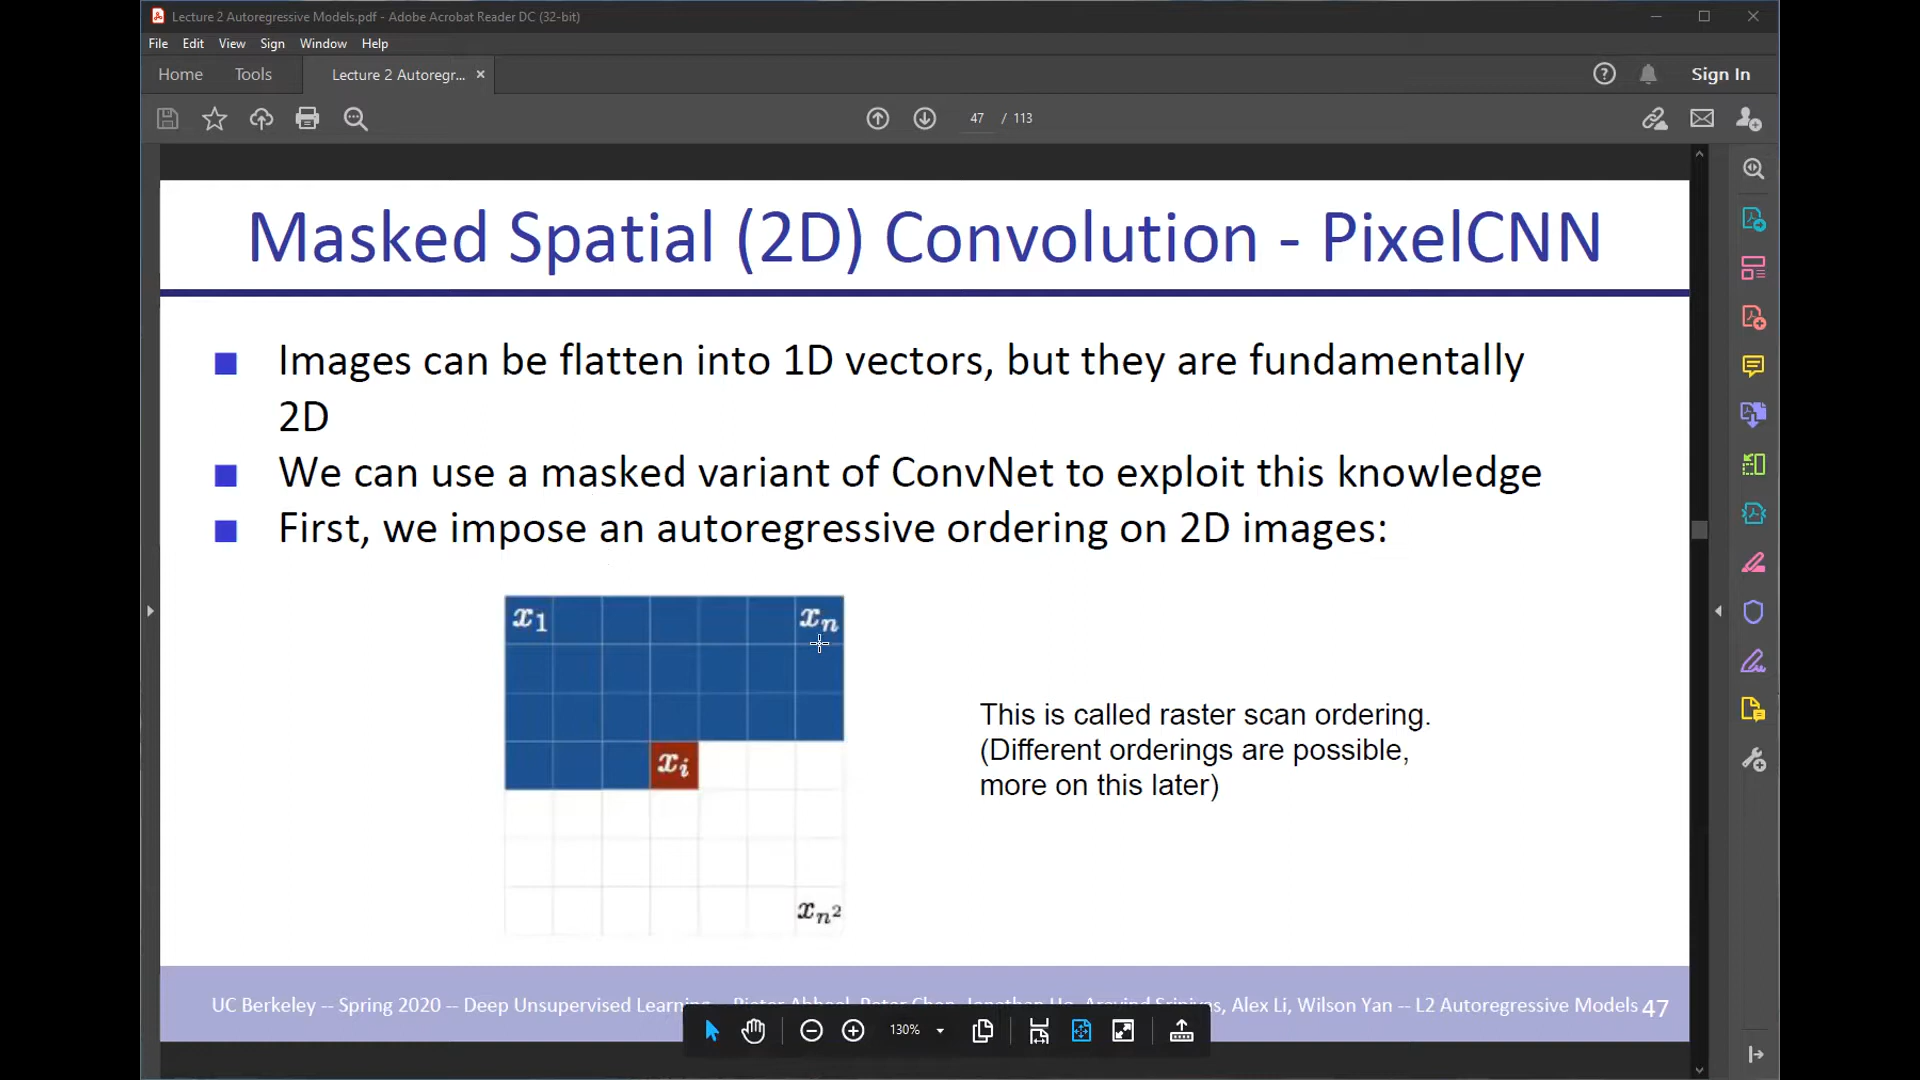 Lecture 2 Autoregressive Models.pdf - Adobe Acrobat Reader DC (32-bit)
File Edit View Sign Window Help
Home Tools Lecture 2 Autoregr... ×
Sign In
47 / 113
Masked Spatial (2D) Convolution - PixelCNN
Images can be flatten into 1D vectors, but they are fundamentally
2D
We can use a masked variant of ConvNet to exploit this knowledge
First, we impose an autoregressive ordering on 2D images:
x₁ xₙ
This is called raster scan ordering.
(Different orderings are possible,
xᵢ
more on this later)
xₙ²
UC Berkeley -- Spring 2020 -- Deep Unsupervised Learning Alex Li, Wilson Yan -- L2 Autoregressive Models 47
130%